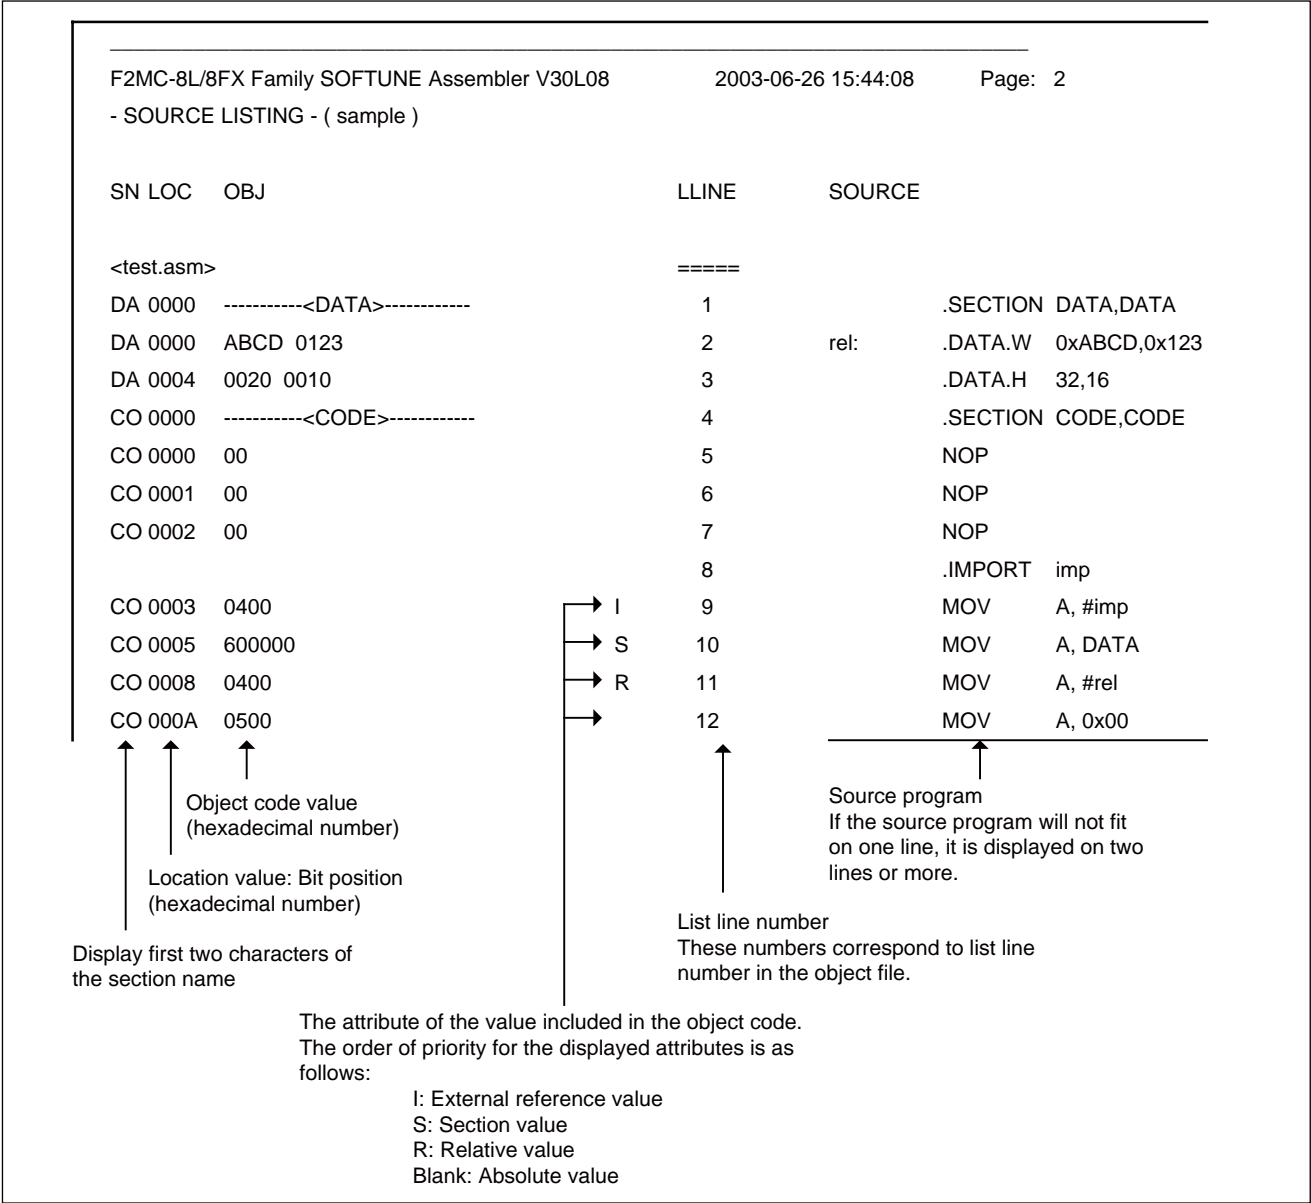 F2MC-8L/8FX Family SOFTUNE Assembler V30L08 2003-06-26 15:44:08 Page: 2
- SOURCE LISTING - ( sample )
SN LOC OBJ LLINE SOURCE
<test.asm> =====
DA 0000 -----------<DATA>------------ 1 .SECTION DATA,DATA
DA 0000 ABCD 0123 2 rel: .DATA.W 0xABCD,0x123
DA 0004 0020 0010 3 .DATA.H 32,16
CO 0000 -----------<CODE>------------ 4 .SECTION CODE,CODE
CO 0000 00 5 NOP
CO 0001 00 6 NOP
CO 0002 00 7 NOP
8 .IMPORT imp
CO 0003 0400 I 9 MOV A, #imp
CO 0005 600000 S 10 MOV A, DATA
CO 0008 0400 R 11 MOV A, #rel
CO 000A 0500 12 MOV A, 0x00
Object code value
(hexadecimal number)
Location value: Bit position
(hexadecimal number)
Display first two characters of
the section name
Source program
If the source program will not fit
on one line, it is displayed on two
lines or more.
List line number
These numbers correspond to list line
number in the object file.
The attribute of the value included in the object code.
The order of priority for the displayed attributes is as
follows:
I: External reference value
S: Section value
R: Relative value
Blank: Absolute value